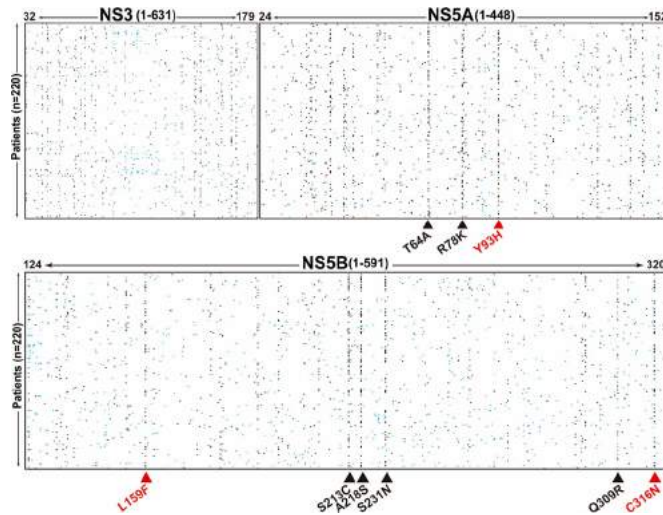 32 NS3(1-631) 179 24 NS5A(1-448) 152
Patients (n=220)
T64A R78K Y93H
124 NS5B(1-591) 320
Patients (n=220)
L159F S213C A218S S231N Q309R C316N